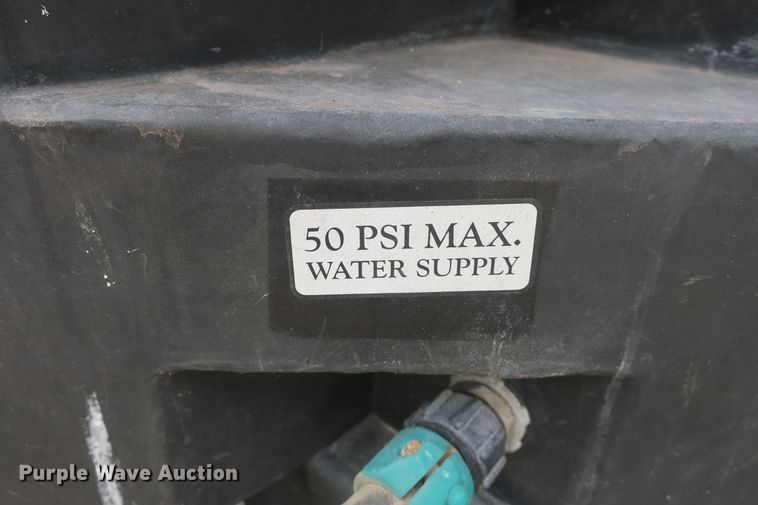 50 PSI MAX.
WATER SUPPLY
Purple Wave Auction